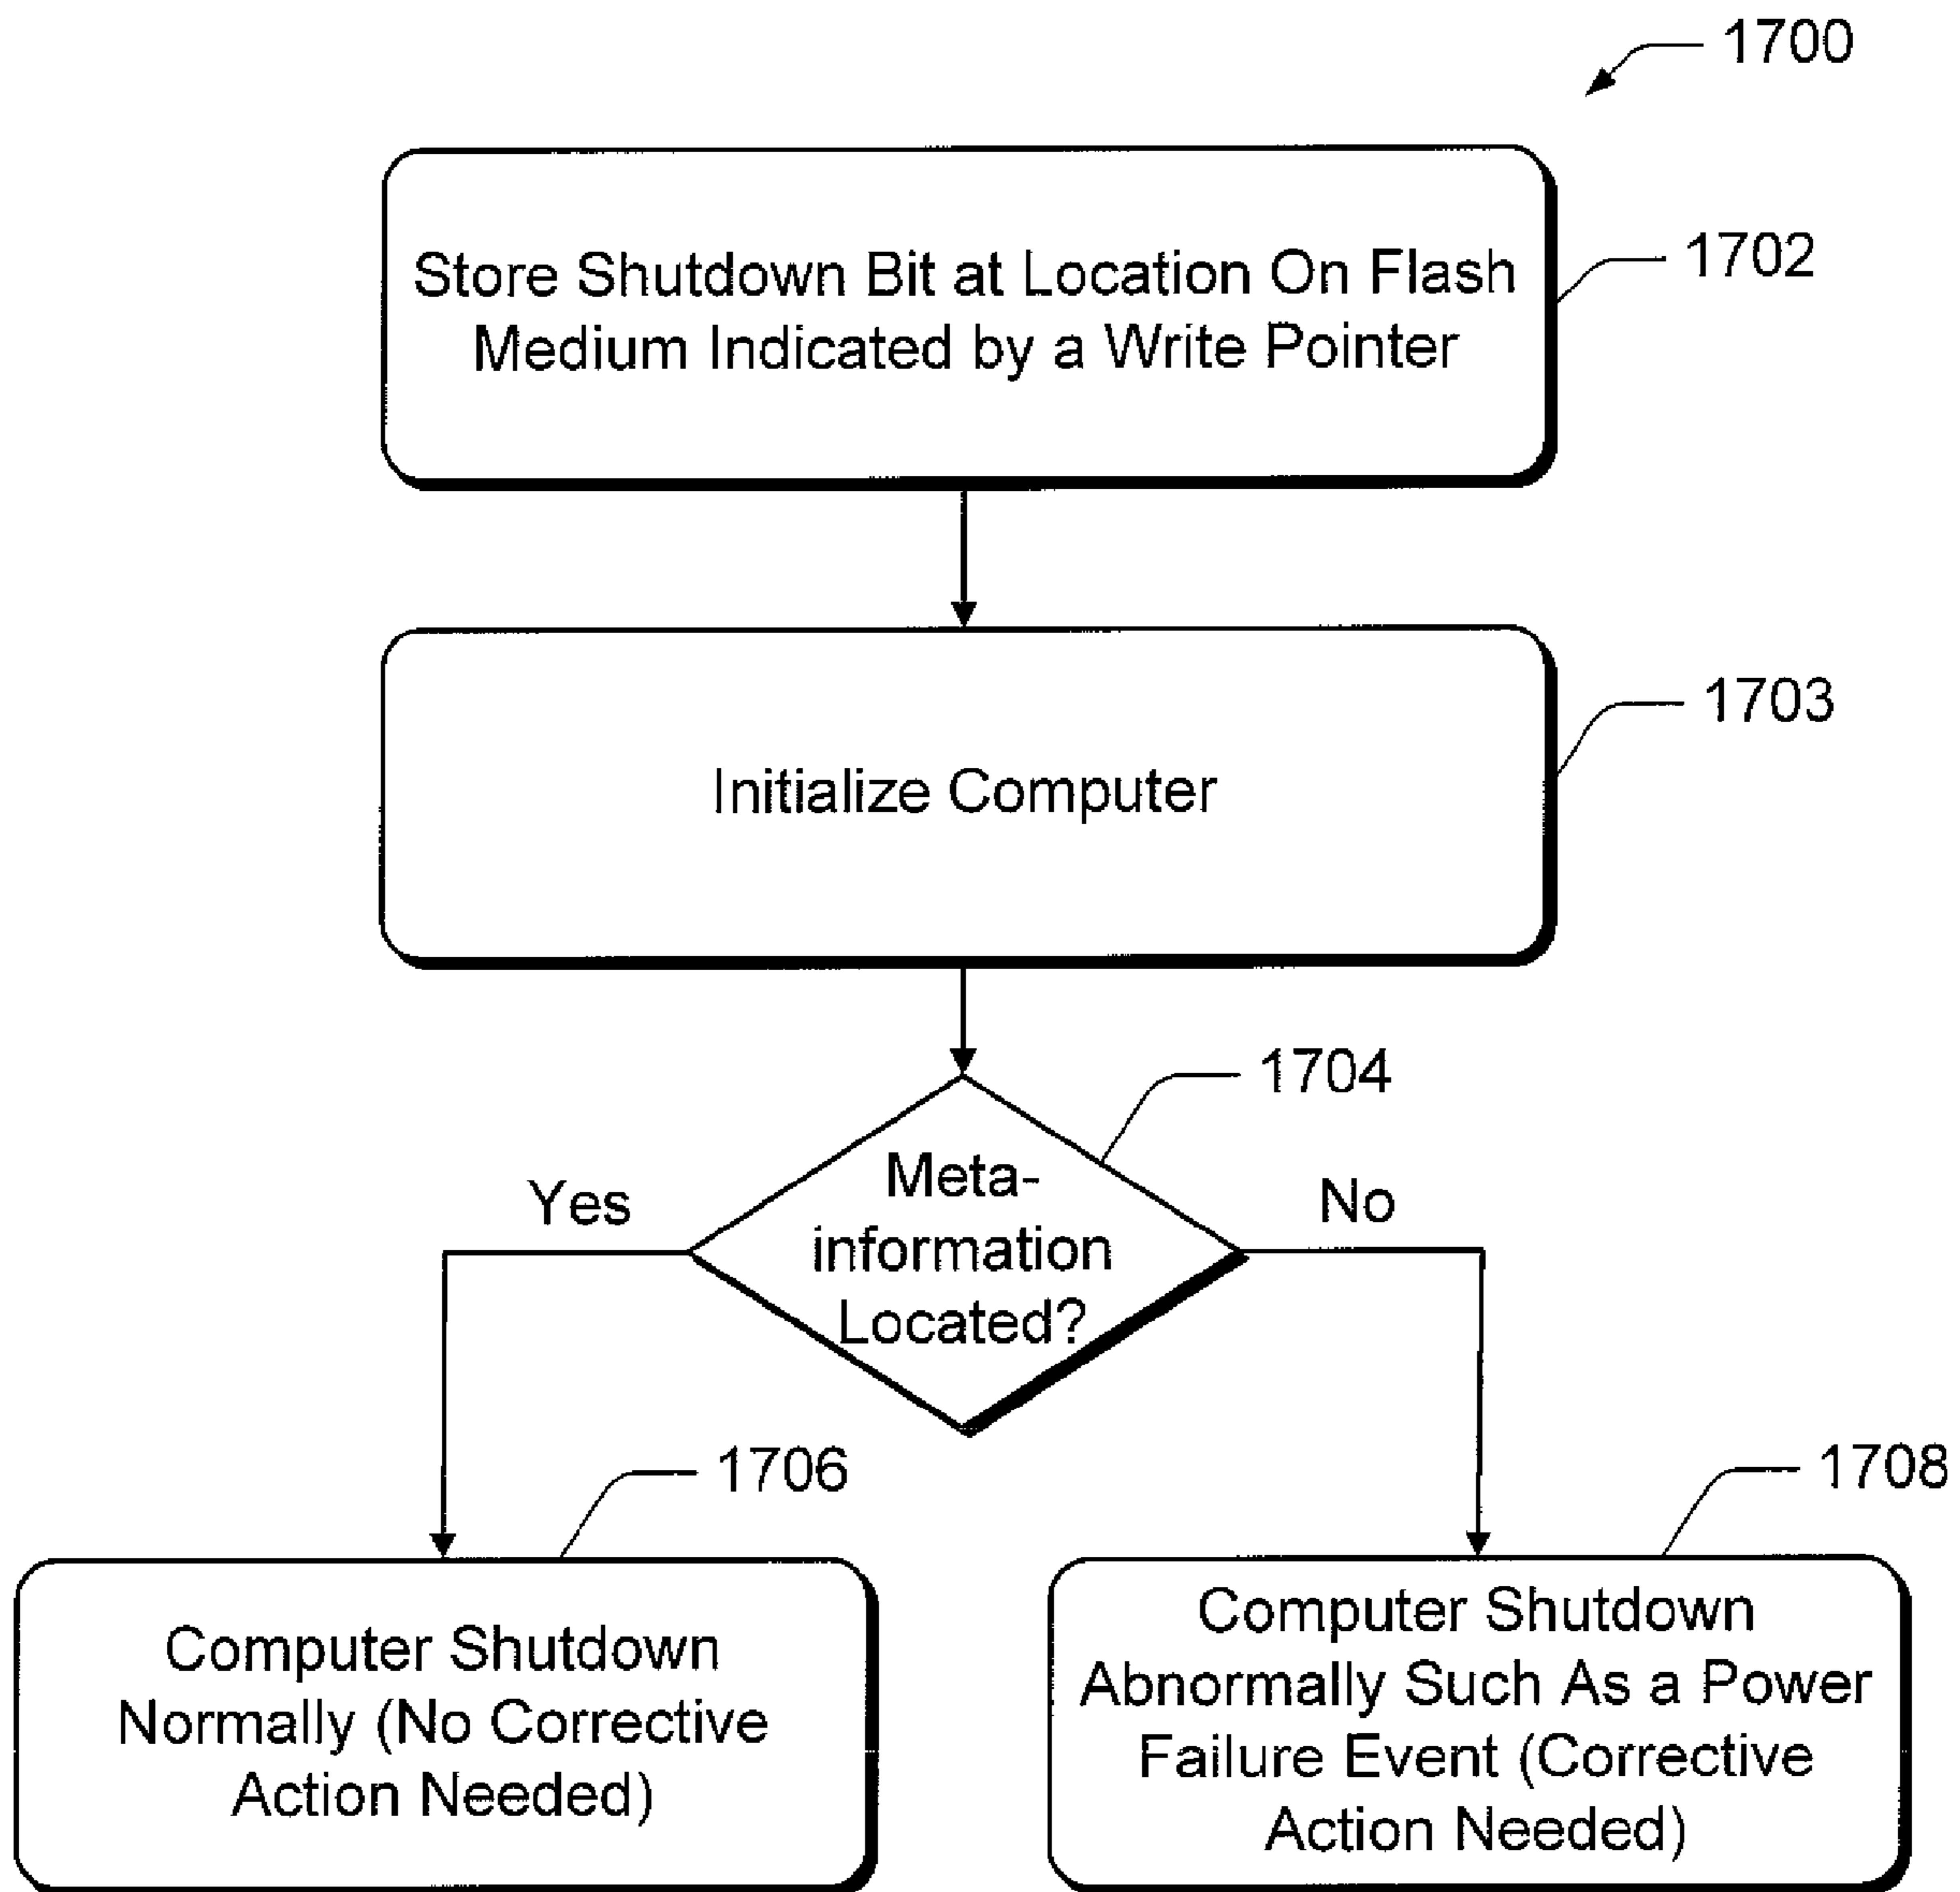 1700
Store Shutdown Bit at Location On Flash
Medium Indicated by a Write Pointer
1702
Initialize Computer
1703
1704
Meta-
information
Located?
Yes
No
1706
Computer Shutdown
Normally (No Corrective
Action Needed)
1708
Computer Shutdown
Abnormally Such As a Power
Failure Event (Corrective
Action Needed)